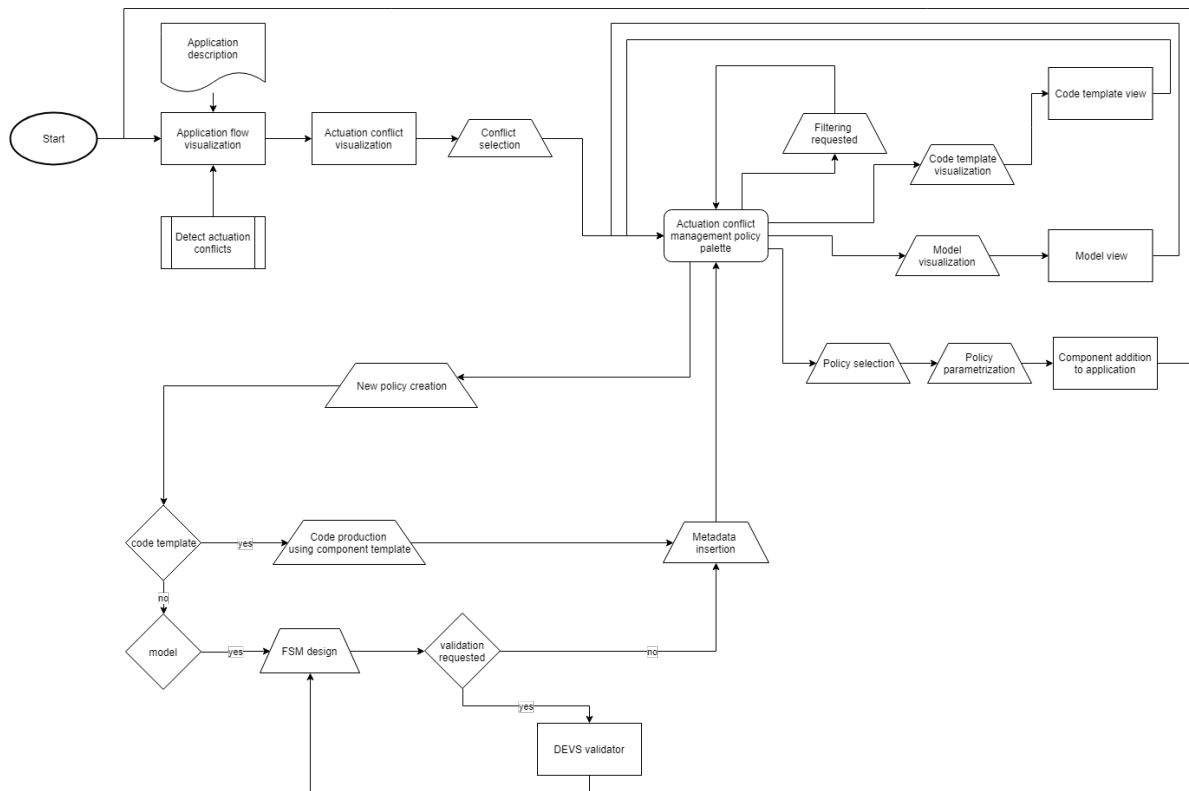 Application
description
Start
Application flow
visualization
Actuation conflict
visualization
Conflict
selection
Detect actuation
conflicts
Filtering
requested
Code template view
Code template
visualization
Actuation conflict
management policy
palette
Model
visualization
Model view
Policy selection
Policy
parametrization
Component addition
to application
New policy creation
code template
yes
Code production
using component template
Metadata
insertion
no
model
yes
FSM design
validation
requested
no
yes
DEVS validator